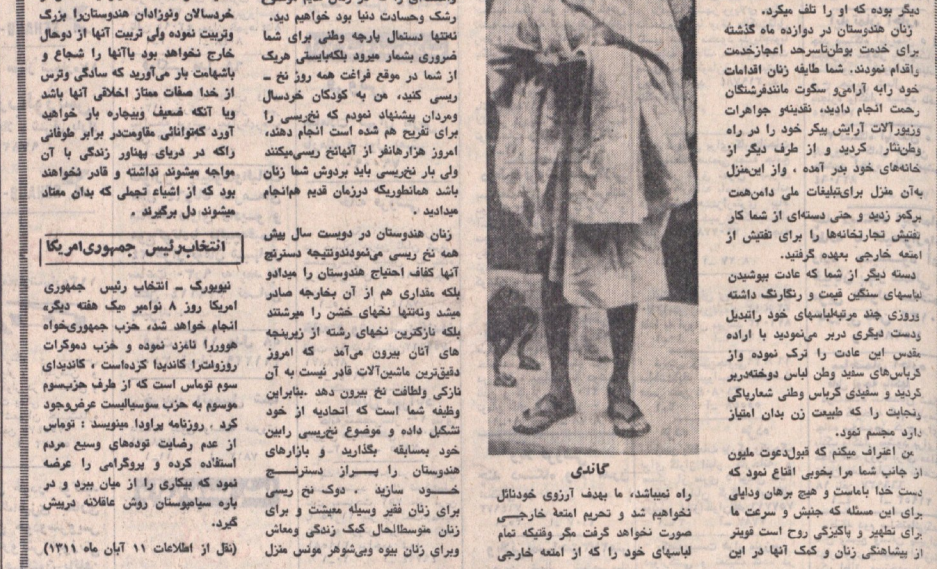 دیگر بوده که او را تلف میکرد.
زنان هندوستان در دوازده ماه گذشته
برای خدمت بوطن‌تاسرحد اعجازخدمت
واقدام نمودند. شما طایفه زنان اقدامات
خود رابه آرامی‌و سکوت مانندفرشتگان
رحمت انجام دادید، نقدینه‌و جواهرات
وزیورآلات آرایش پیکر خود را در راه
وطن‌نثار کردید و از طرف دیگر از
خانه‌های خود بدر آمده ، واز این‌منزل
به‌آن منزل برای‌تبلیغات ملی دامن‌همت
برکمر زدید و حتی دسته‌ای از شما کار
تفتیش تجارتخانه‌ها را برای تفتیش از
امتعه خارجی بعهده گرفتید.
دسته دیگر از شما که عادت بپوشیدن
لباسهای سنگین قیمت و رنگارنگ داشته
وروزی چند مرتبه‌لباسهای خود راتبدیل
ودست دیگری دربر می‌نمودید با اراده
مقدس این عادت را ترک نموده واز
کرباس‌های سفید وطن لباس دوخته‌دربر
کردید و سفیدی کرباس وطنی شعارپاکی
ونجابت را که طبیعت زن بدان امتیاز
دارد مجسم نمود.
من اعتراف میکنم که قبول‌دعوت ملیون
از جانب شما مرا بخوبی اقناع نمود که
دست خدا باماست و هیچ برهان ودلیلی
برای این مسئله که جنبش و سرعت ما
برای تطهیر و پاکیزگی روح است قویتر
از پیشاهنگی زنان و کمک آنها در این
گاندی
راه نمیباشد، ما بهدف آرزوی خودنائل
نخواهیم شد و تحریم امتعهٔ خارجـــی
صورت نخواهد گرفت مگر وقتیکه تمام
لباسهای خود را که از امتعه خارجی
رشک وحسادت دنیا بود خواهیم دید.
نه‌تنها دستمال پارچه وطنی برای شما
ضروری بشمار میرود بلکه‌بایستی هریک
از شما در موقع فراغت همه روز نخ ــ
ریسی کنید، من به کودکان خردسال
ومردان پیشنهاد نمودم که نخ‌ریسی را
برای تفریح هم شده است انجام دهند،
امروز هزارهانفر از آنهانخ ریسی‌میکنند
ولی بار نخ‌ریسی باید بردوش شما زنان
باشد همانطوریکه درزمان قدیم هم‌انجام
میدادید .
زنان هندوستان در دویست سال پیش
همه نخ ریسی می‌نمودندونتیجه دسترنج
آنها کفاف احتیاج هندوستان را میدادو
بلکه مقداری هم از آن بخارجه صادر
میشد ونه‌تنها نخهای خشن را میرشتند
بلکه نازکترین نخهای رشته از زیرپنجه
های آنان بیرون می‌آمد که امروز
دقیق‌ترین ماشین‌آلات قادر نیست به آن
نازکی ولطافت نخ بیرون دهد .بنابراین
وظیفه شما است که اتحادیه از خود
تشکیل داده و موضوع نخ‌ریسی رابین
خود بمسابقه بگذارید و بازارهای
هندوستان را پـــر از دسترنـــج
خـــود سازید . دوک نخ ریسی
برای زنان فقیر وسیله معیشت و برای
زنان متوسط‌الحال کمک زندگی ومعاش
وبرای زنان بیوه وبی‌شوهر مونس منزل
خردسالان ونوزادان هندوستان‌را بزرگ
وتربیت نموده ولی تربیت آنها از دوحال
خارج نخواهد بود یاآنها را شجاع و
باشهامت بار می‌آورید که سادگی وترس
از خدا صفات ممتاز اخلاقی آنها باشد
ویا آنکه ضعیف وبیچاره بار خواهید
آورد که‌توانائی مقاومت‌در برابر طوفانی
راکه در دریای پهناور زندگی با آن
مواجه میشوند نداشته و قادر نخواهند
بود که از اشیاء تجملی که بدان معتاد
میشوند دل برگیرند .
انتخاب‌رئیس جمهوری‌امریکا
نیویورک ــ انتخاب رئیس جمهوری
امریکا روز ۸ نوامبر «یک هفته دیگر»
انجام خواهد شد، حزب جمهوری‌خواه
هووررا نامزد نموده و حزب دموکرات
روزولت‌را کاندیدا کرده‌است ، کاندیدای
سوم توماس است که از طرف حزب‌سوم
موسوم به حزب سوسیالیست عرض‌وجود
کرد . روزنامه پراودا مینویسد : توماس
از عدم رضایت توده‌های وسیع مردم
استفاده کرده و پروگرامی را عرضه
نمود که بیکاری را از میان ببرد و در
باره سیاهپوستان روش عاقلانه درپیش
گیرد.
(نقل از اطلاعات ۱۱ آبان ماه ۱۳۱۱)